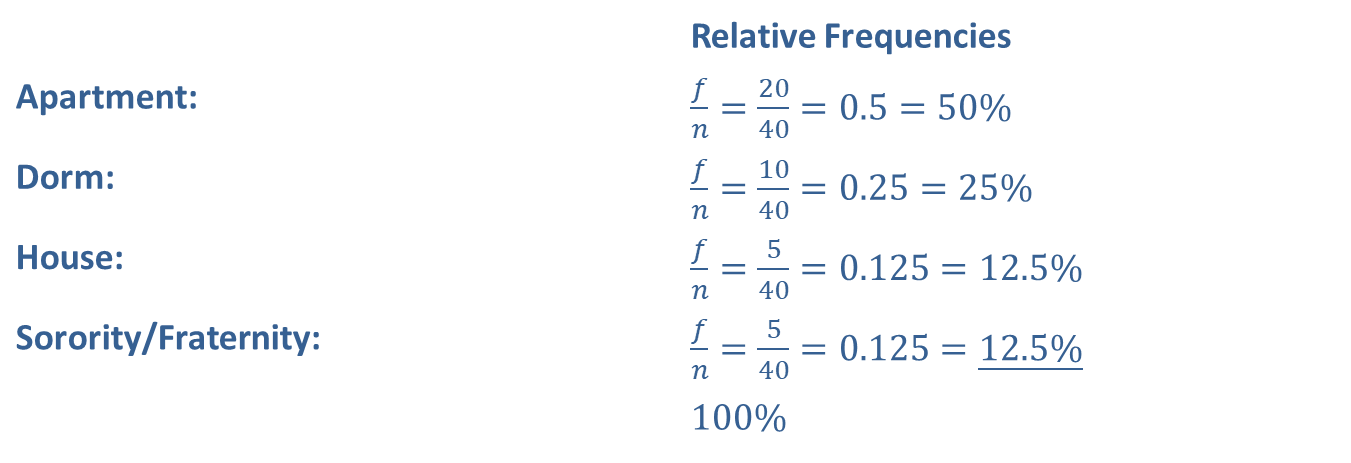 Relative Frequencies
Apartment: f/n = 20/40 = 0.5 = 50%
Dorm: f/n = 10/40 = 0.25 = 25%
House: f/n = 5/40 = 0.125 = 12.5%
Sorority/Fraternity: f/n = 5/40 = 0.125 = 12.5%
100%